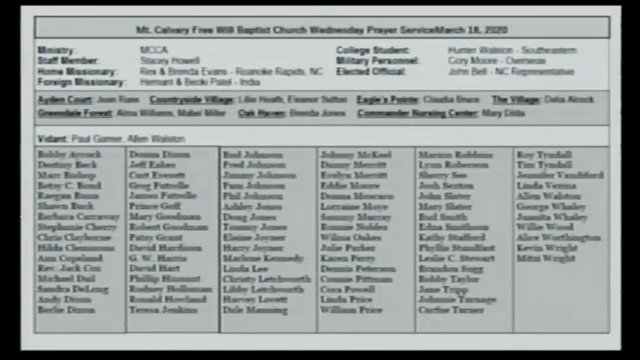 Mt. Calvary Free Will Baptist Church Wednesday Prayer ServiceMarch 18, 2020
Ministry: MCCA College Student: Hunter Walston - Southeastern
Staff Member: Stacey Howell Military Personnel: Cory Moore - Overseas
Home Missionary: Rex & Brenda Evans - Roanoke Rapids, NC Elected Official: John Bell - NC Representative
Foreign Missionary: Hemant & Becki Patel - India
Ayden Court: Jean Runn Countryside Village: Lillie Heath, Eleanor Sutton Eagle's Pointe: Claudia Bruce The Village: Delia Alcock
Greendale Forest: Alma Williams, Mabel Miller Oak Haven: Brenda Jones Commander Nursing Center: Mary Dilda
Vidant: Paul Garner, Allen Walston
Bobby Aycock Donna Dixon Bud Johnson Johnny McKeel Marion Robbins Roy Tyndall
Destiny Beck Jeff Eakes Fred Johnson Danny Merritt Lynn Roberson Tim Tyndall
Marc Bishop Curt Everett Jimmy Johnson Evelyn Merritt Sherry See Jennifer Vandiford
Betsy C. Bond Greg Futrelle Pam Johnson Eddie Moore Josh Sexton Linda Verina
Raegan Bunn James Futrelle Phil Johnson Donna Moracco John Slater Allen Walston
Shawn Buck Prince Goff Ashley Jones Lorraine Moye Mary Slater George Whaley
Barbara Carraway Mary Goodman Doug Jones Sammy Murray Bud Smith Juanita Whaley
Stephanie Cherry Robert Goodman Tommy Jones Ronnie Nobles Edna Smithson Willie Wood
Chris Clayborne Patsy Grant Elaine Joyner Wilma Oakes Kathy Stafford Alice Worthington
Hilda Clemmons David Hardison Harry Joyner Julie Parker Phyllis Standfast Kevin Wright
Ann Copeland G. W. Harris Marlene Kennedy Karen Perry Leslie C. Stewart Mitzi Wright
Rev. Jack Cox David Hart Linda Lee Dennis Peterson Brandon Sugg
Michael Dail Phillip Hinnant Christy Letchworth Connie Pittman Bobby Taylor
Sandra DeLong Rodney Holloman Libby Letchworth Cora Powell Jane Tripp
Andy Dixon Ronald Howland Harvey Lovett Linda Price Johnnie Turnage
Berlie Dixon Teresa Jenkins Dale Manning William Price Curtise Turner